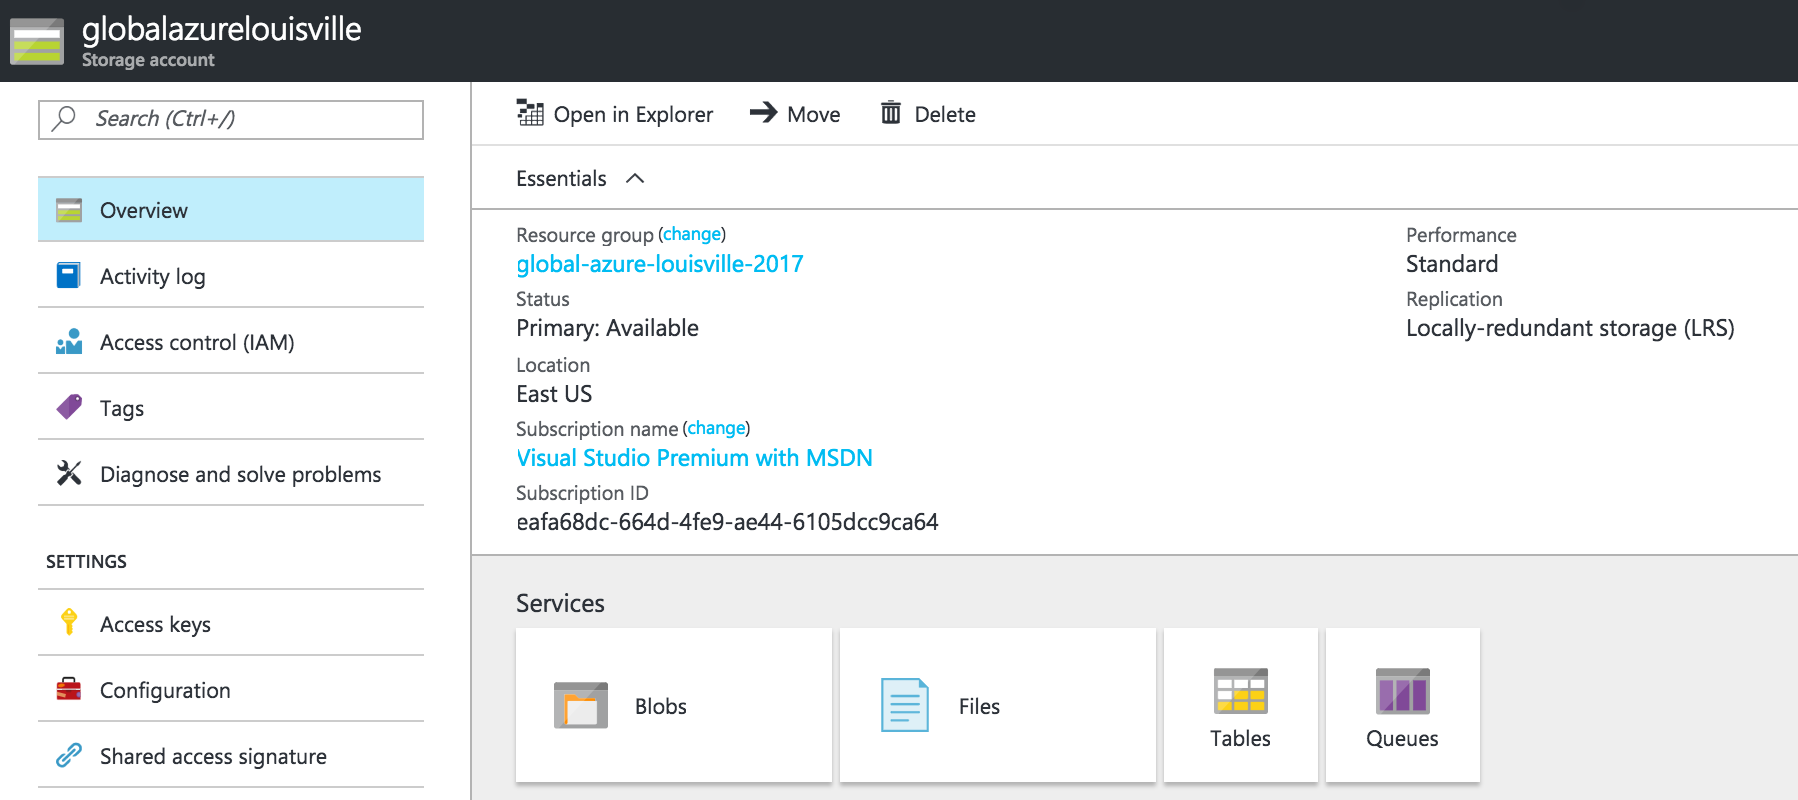 globalazurelouisville
Storage account
Search (Ctrl+/)
Overview
Activity log
Access control (IAM)
Tags
Diagnose and solve problems
SETTINGS
Access keys
Configuration
Shared access signature
Open in Explorer
Move
Delete
Essentials
Resource group (change)
global-azure-louisville-2017
Status
Primary: Available
Location
East US
Subscription name (change)
Visual Studio Premium with MSDN
Subscription ID
eafa68dc-664d-4fe9-ae44-6105dcc9ca64
Performance
Standard
Replication
Locally-redundant storage (LRS)
Services
Blobs
Files
Tables
Queues